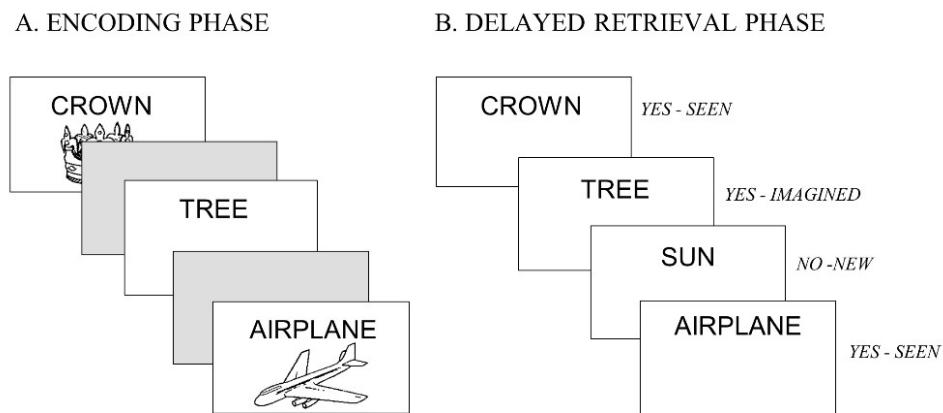 A. ENCODING PHASE
B. DELAYED RETRIEVAL PHASE
CROWN
TREE
AIRPLANE
CROWN
YES - SEEN
TREE
YES - IMAGINED
SUN
NO -NEW
AIRPLANE
YES - SEEN